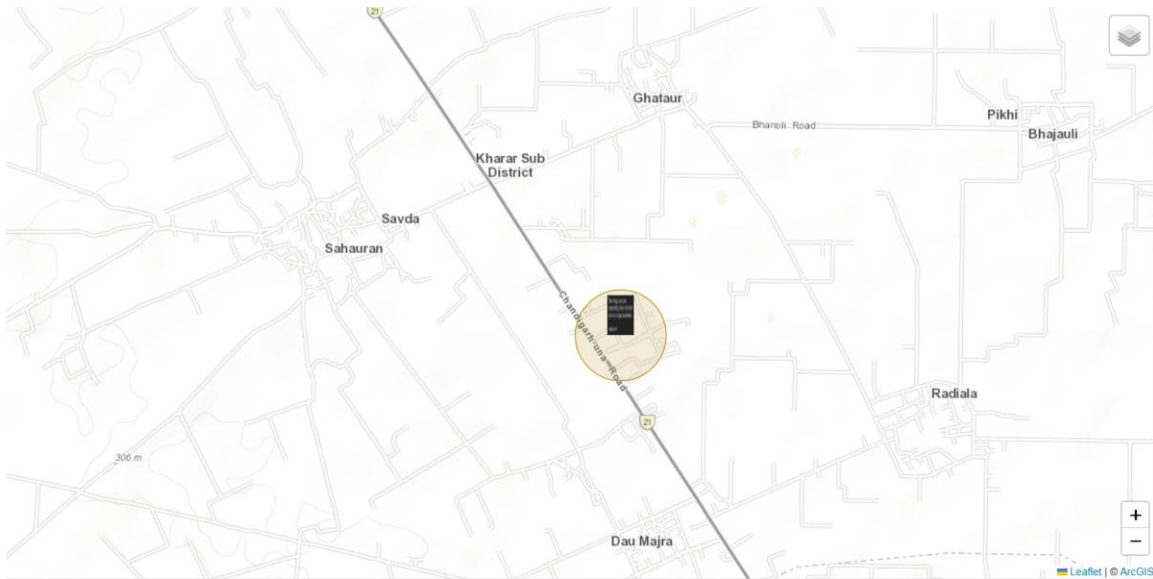 21
Ghataur
Bhanoli Road
Pikhi
Bhajauli
Kharar Sub
District
Savda
Sahauran
Chandigarh-una-Road
Radiala
21
306 m
Dau Majra
+
−
Leaflet | © ArcGIS